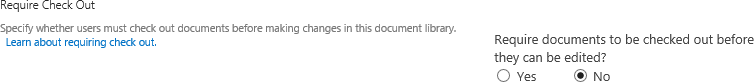 Require Check Out
Specify whether users must check out documents before making changes in this document library.
Learn about requiring check out.
Require documents to be checked out before
they can be edited?
Yes No